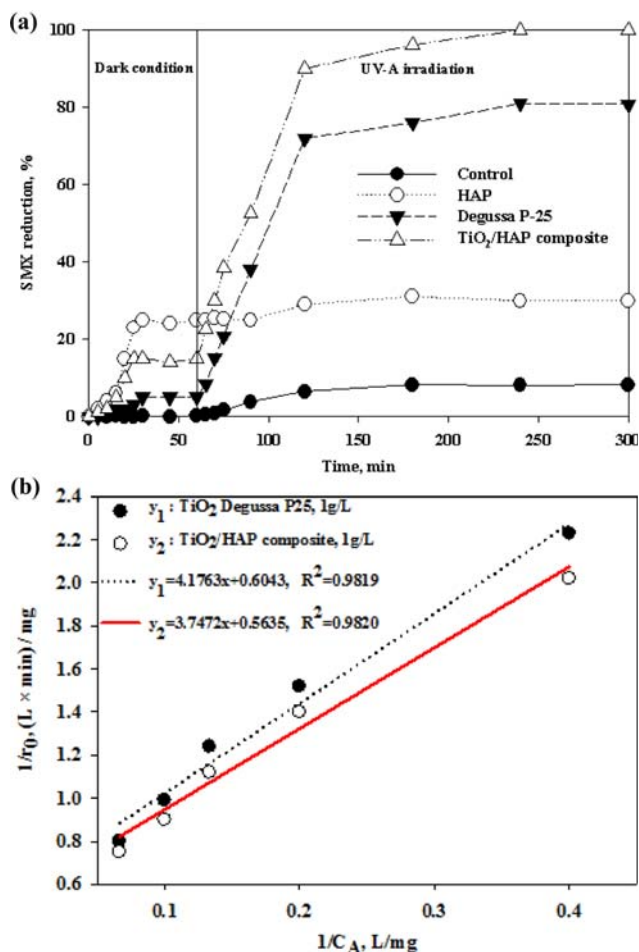 (a)
100
80
60
40
20
0
SMX reduction, %
Dark condition
UV-A irradiation
Control
HAP
Degussa P-25
TiO2/HAP composite
0 50 100 150 200 250 300
Time, min
(b)
2.4
2.2
2.0
1.8
1.6
1.4
1.2
1.0
0.8
0.6
1/r0, (L × min) / mg
y1 : TiO2 Degussa P25, 1g/L
y2 : TiO2/HAP composite, 1g/L
y1=4.1763x+0.6043, R2=0.9819
y2=3.7472x+0.5635, R2=0.9820
0.1 0.2 0.3 0.4
1/CA, L/mg